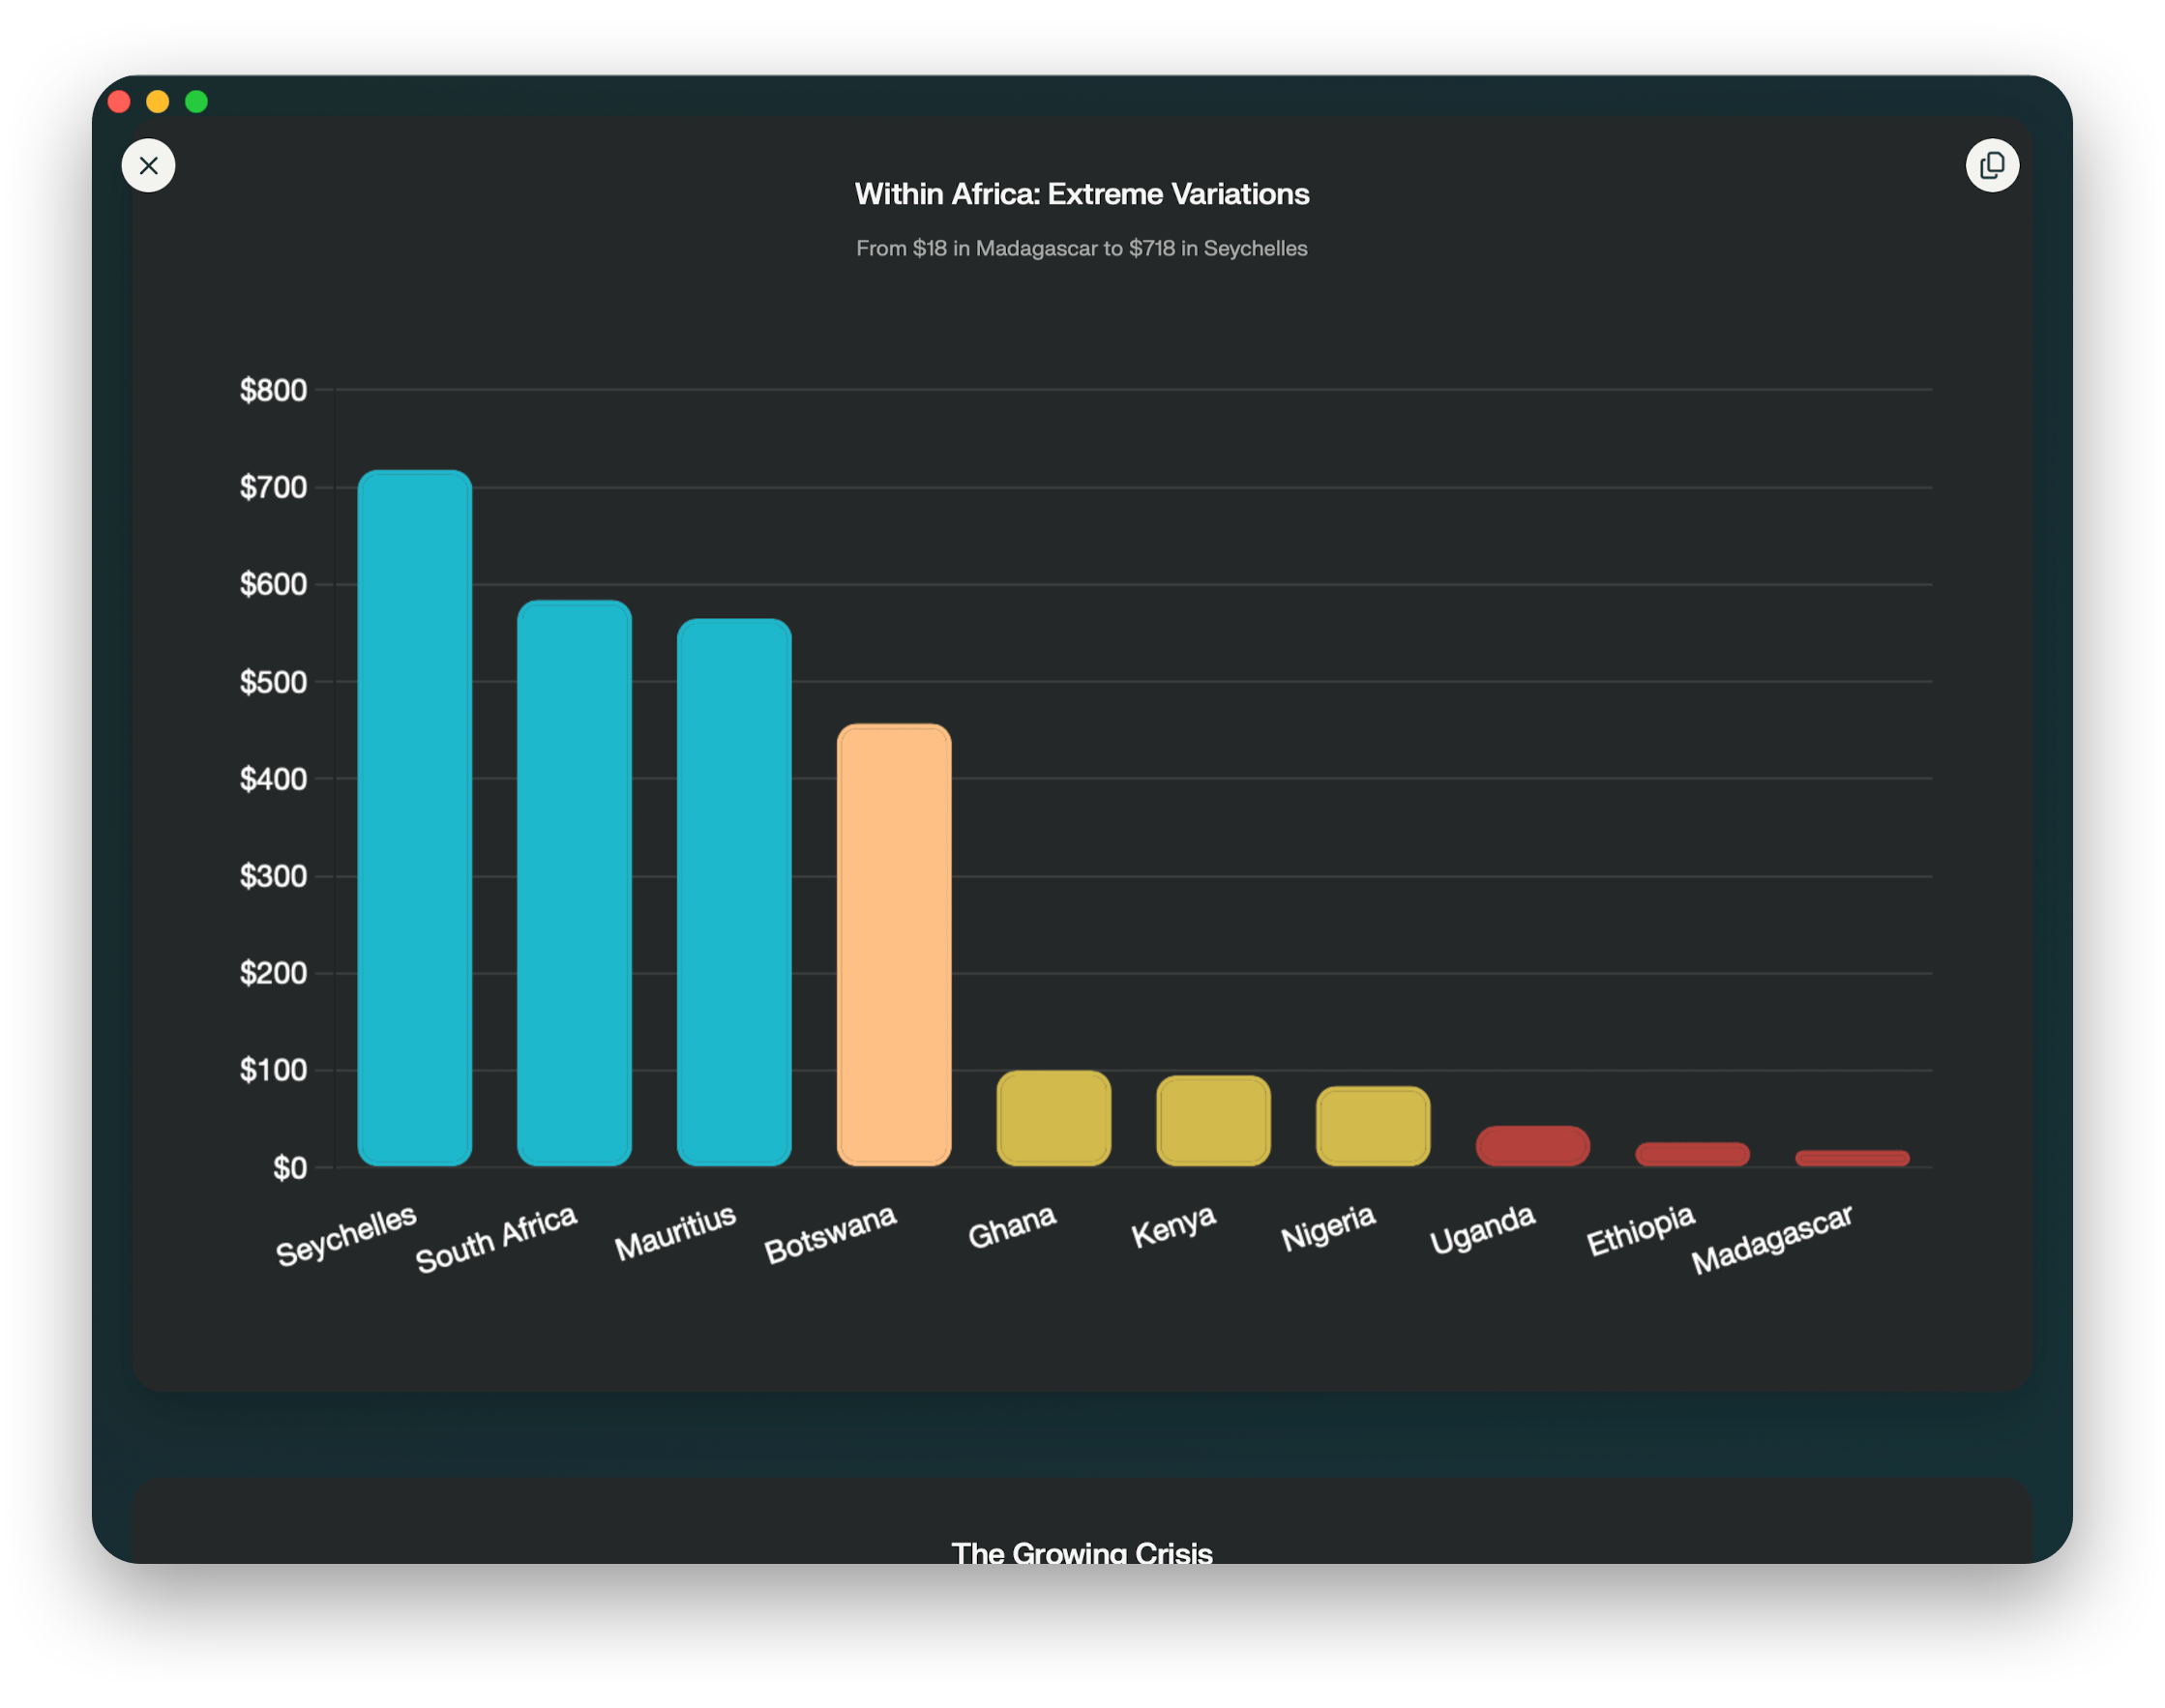 Within Africa: Extreme Variations
From $18 in Madagascar to $718 in Seychelles
$800
$700
$600
$500
$400
$300
$200
$100
$0
Seychelles
South Africa
Mauritius
Botswana
Ghana
Kenya
Nigeria
Uganda
Ethiopia
Madagascar
The Growing Crisis